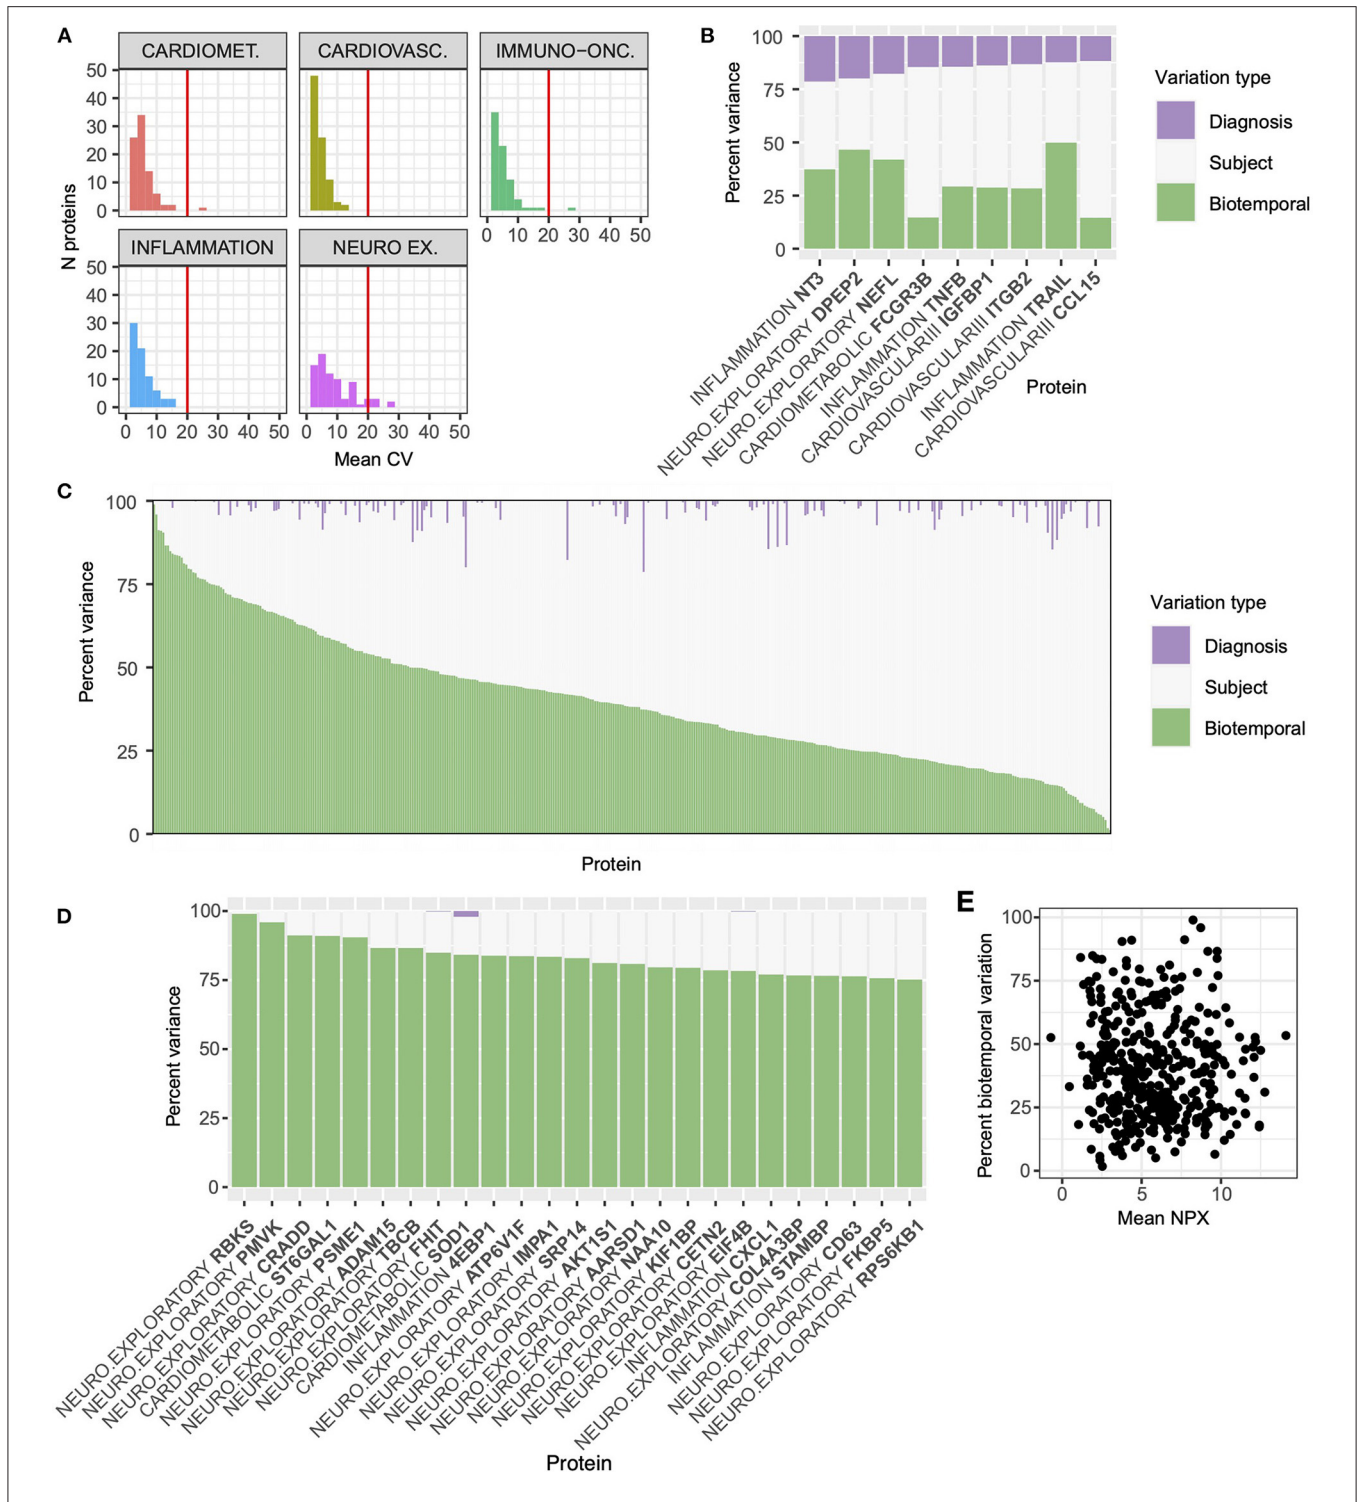 A
CARDIOMET.
CARDIOVASC.
IMMUNO−ONC.
50
40
30
20
10
0
0 10 20 30 40 50
INFLAMMATION
NEURO EX.
50
40
30
20
10
0
0 10 20 30 40 50
0 10 20 30 40 50
N proteins
Mean CV
B
100
75
50
25
0
Percent variance
INFLAMMATION NT3
NEURO.EXPLORATORY DPEP2
NEURO.EXPLORATORY NEFL
CARDIOMETABOLIC FCGR3B
INFLAMMATION TNFB
CARDIOVASCULARIII IGFBP1
CARDIOVASCULARIII ITGB2
INFLAMMATION TRAIL
CARDIOVASCULARIII CCL15
Protein
Variation type
Diagnosis
Subject
Biotemporal
C
100
75
50
25
0
Percent variance
Protein
Variation type
Diagnosis
Subject
Biotemporal
D
100
75
50
25
0
Percent variance
NEURO.EXPLORATORY RBKS
NEURO.EXPLORATORY PMVK
NEURO.EXPLORATORY CRADD
CARDIOMETABOLIC ST6GAL1
NEURO.EXPLORATORY PSME1
NEURO.EXPLORATORY ADAM15
NEURO.EXPLORATORY TBCB
NEURO.EXPLORATORY FHIT
CARDIOMETABOLIC SOD1
INFLAMMATION 4EBP1
NEURO.EXPLORATORY ATP6V1F
NEURO.EXPLORATORY IMPA1
NEURO.EXPLORATORY SRP14
NEURO.EXPLORATORY AKT1S1
NEURO.EXPLORATORY AARSD1
NEURO.EXPLORATORY NAA10
NEURO.EXPLORATORY KIF1BP
NEURO.EXPLORATORY CETN2
NEURO.EXPLORATORY EIF4B
INFLAMMATION CXCL1
NEURO.EXPLORATORY COL4A3BP
INFLAMMATION STAMBP
NEURO.EXPLORATORY CD63
NEURO.EXPLORATORY FKBP5
NEURO.EXPLORATORY RPS6KB1
Protein
E
100
75
50
25
0
Percent biotemporal variation
0 5 10
Mean NPX